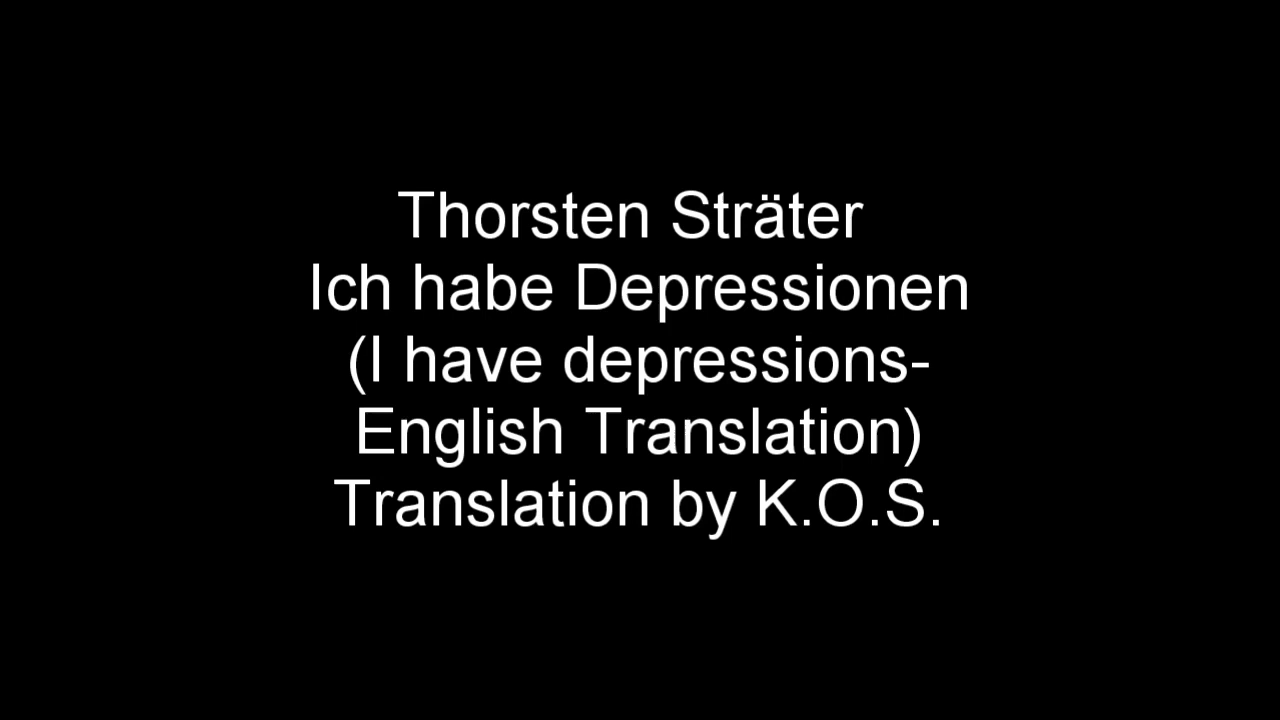 Thorsten Sträter
Ich habe Depressionen
(I have depressions-
English Translation)
Translation by K.O.S.